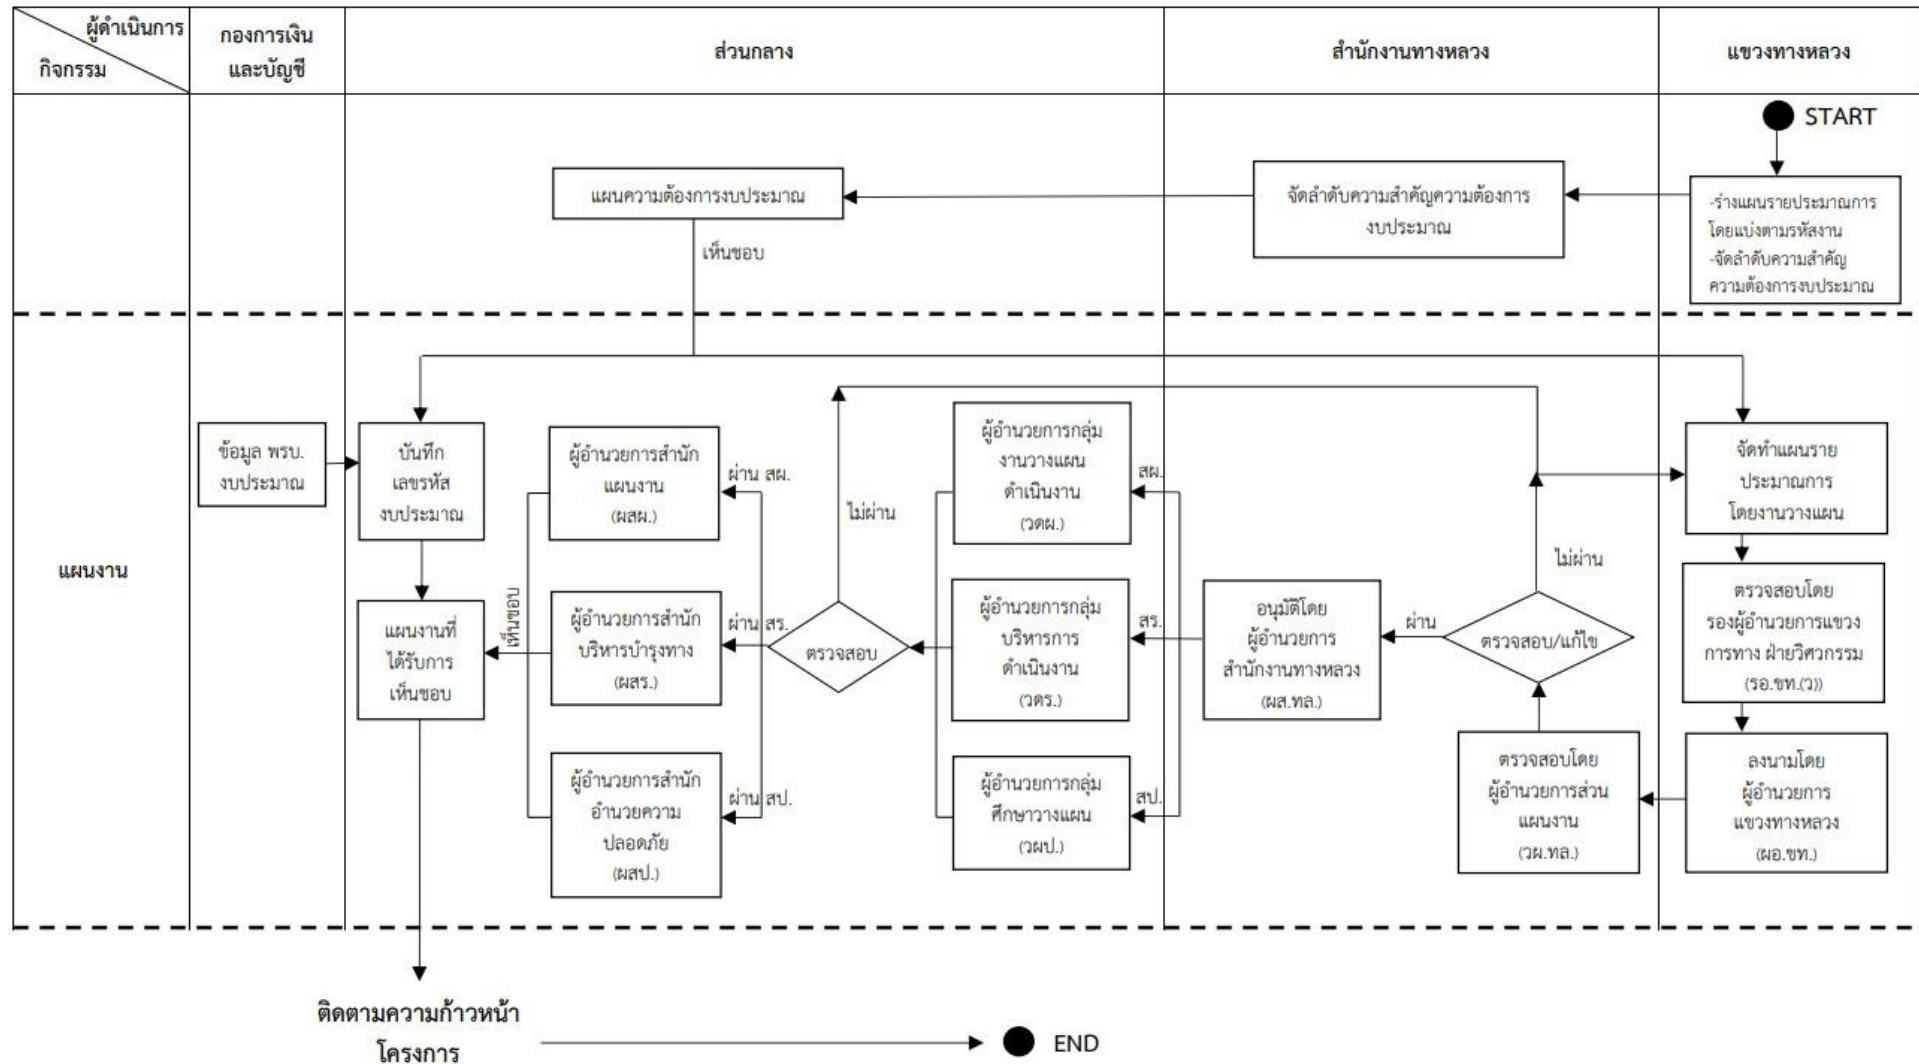 ผู้ดำเนินการ
กิจกรรม
กองการเงิน
และบัญชี
ส่วนกลาง
สำนักงานทางหลวง
แขวงทางหลวง
START
-ร่างแผนรายประมาณการ
โดยแบ่งตามรหัสงาน
-จัดลำดับความสำคัญ
ความต้องการงบประมาณ
จัดลำดับความสำคัญความต้องการ
งบประมาณ
แผนความต้องการงบประมาณ
เห็นชอบ
แผนงาน
ข้อมูล พรบ.
งบประมาณ
บันทึก
เลขรหัส
งบประมาณ
แผนงานที่
ได้รับการ
เห็นชอบ
เห็นชอบ
ผู้อำนวยการสำนัก
แผนงาน
(ผสผ.)
ผู้อำนวยการสำนัก
บริหารบำรุงทาง
(ผสร.)
ผู้อำนวยการสำนัก
อำนวยความ
ปลอดภัย
(ผสป.)
ผ่าน สผ.
ผ่าน สร.
ผ่าน สป.
ตรวจสอบ
ไม่ผ่าน
ผู้อำนวยการกลุ่ม
งานวางแผน
ดำเนินงาน
(วดผ.)
ผู้อำนวยการกลุ่ม
บริหารการ
ดำเนินงาน
(วดร.)
ผู้อำนวยการกลุ่ม
ศึกษาวางแผน
(วผป.)
สผ.
สร.
สป.
อนุมัติโดย
ผู้อำนวยการ
สำนักงานทางหลวง
(ผส.ทล.)
ผ่าน
ตรวจสอบ/แก้ไข
ไม่ผ่าน
ตรวจสอบโดย
ผู้อำนวยการส่วน
แผนงาน
(วผ.ทล.)
จัดทำแผนราย
ประมาณการ
โดยงานวางแผน
ตรวจสอบโดย
รองผู้อำนวยการแขวง
การทาง ฝ่ายวิศวกรรม
(รอ.ขท.(ว))
ลงนามโดย
ผู้อำนวยการ
แขวงทางหลวง
(ผอ.ขท.)
ติดตามความก้าวหน้า
โครงการ
END